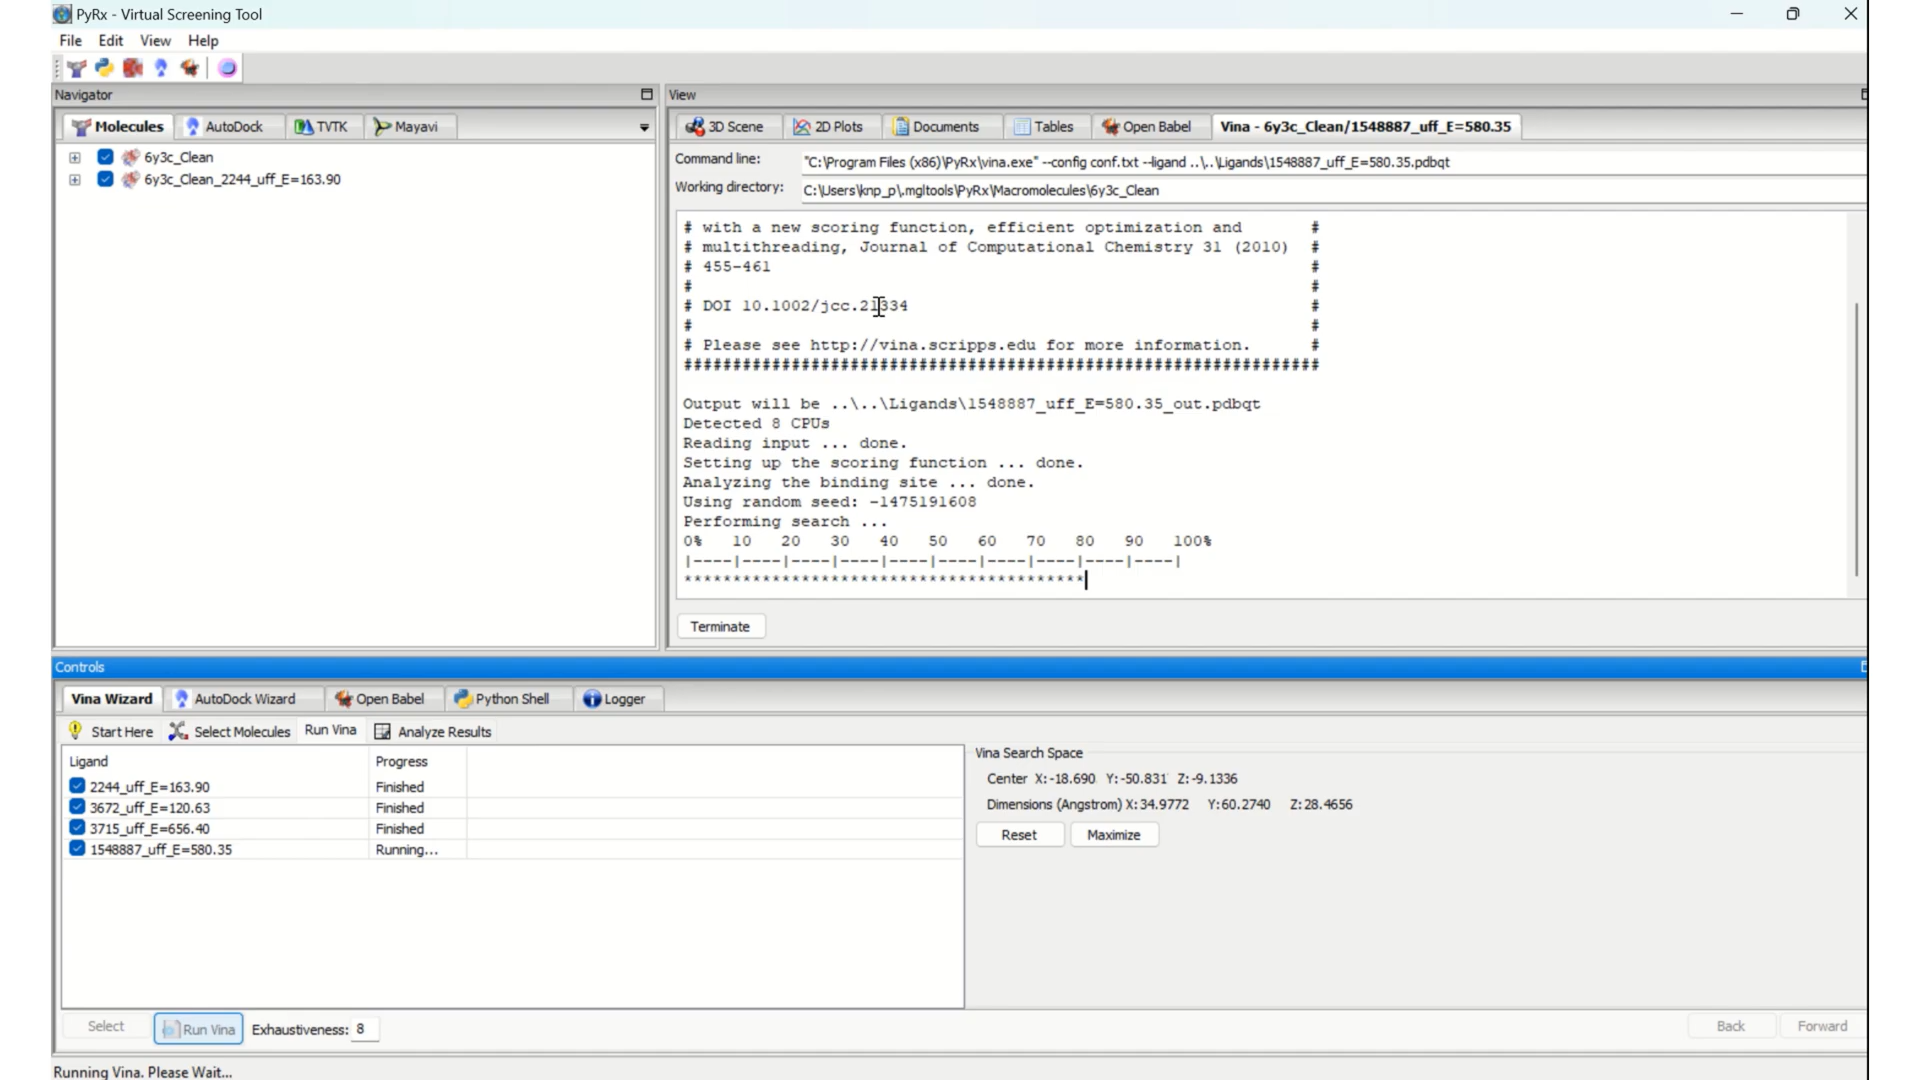 PyRx - Virtual Screening Tool
File Edit View Help
Navigator
View
Molecules AutoDock TVTK Mayavi
3D Scene 2D Plots Documents Tables Open Babel Vina - 6y3c_Clean/1548887_uff_E=580.35
6y3c_Clean
6y3c_Clean_2244_uff_E=163.90
Command line: "C:\Program Files (x86)\PyRx\vina.exe" --config conf.txt --ligand ..\..\Ligands\1548887_uff_E=580.35.pdbqt
Working directory: C:\Users\knp_p\.mgltools\PyRx\Macromolecules\6y3c_Clean
# with a new scoring function, efficient optimization and #
# multithreading, Journal of Computational Chemistry 31 (2010) #
# 455-461 #
# #
# DOI 10.1002/jcc.21334 #
# #
# Please see http://vina.scripps.edu for more information. #
#################################################################
Output will be ..\..\Ligands\1548887_uff_E=580.35_out.pdbqt
Detected 8 CPUs
Reading input ... done.
Setting up the scoring function ... done.
Analyzing the binding site ... done.
Using random seed: -1475191608
Performing search ...
0% 10 20 30 40 50 60 70 80 90 100%
|----|----|----|----|----|----|----|----|----|----|
*****************************************
Terminate
Controls
Vina Wizard AutoDock Wizard Open Babel Python Shell Logger
Start Here Select Molecules Run Vina Analyze Results
Ligand Progress
2244_uff_E=163.90 Finished
3672_uff_E=120.63 Finished
3715_uff_E=656.40 Finished
1548887_uff_E=580.35 Running...
Vina Search Space
Center X:-18.690 Y:-50.831 Z:-9.1336
Dimensions (Angstrom) X:34.9772 Y:60.2740 Z:28.4656
Reset Maximize
Select Run Vina Exhaustiveness: 8
Back Forward
Running Vina. Please Wait...